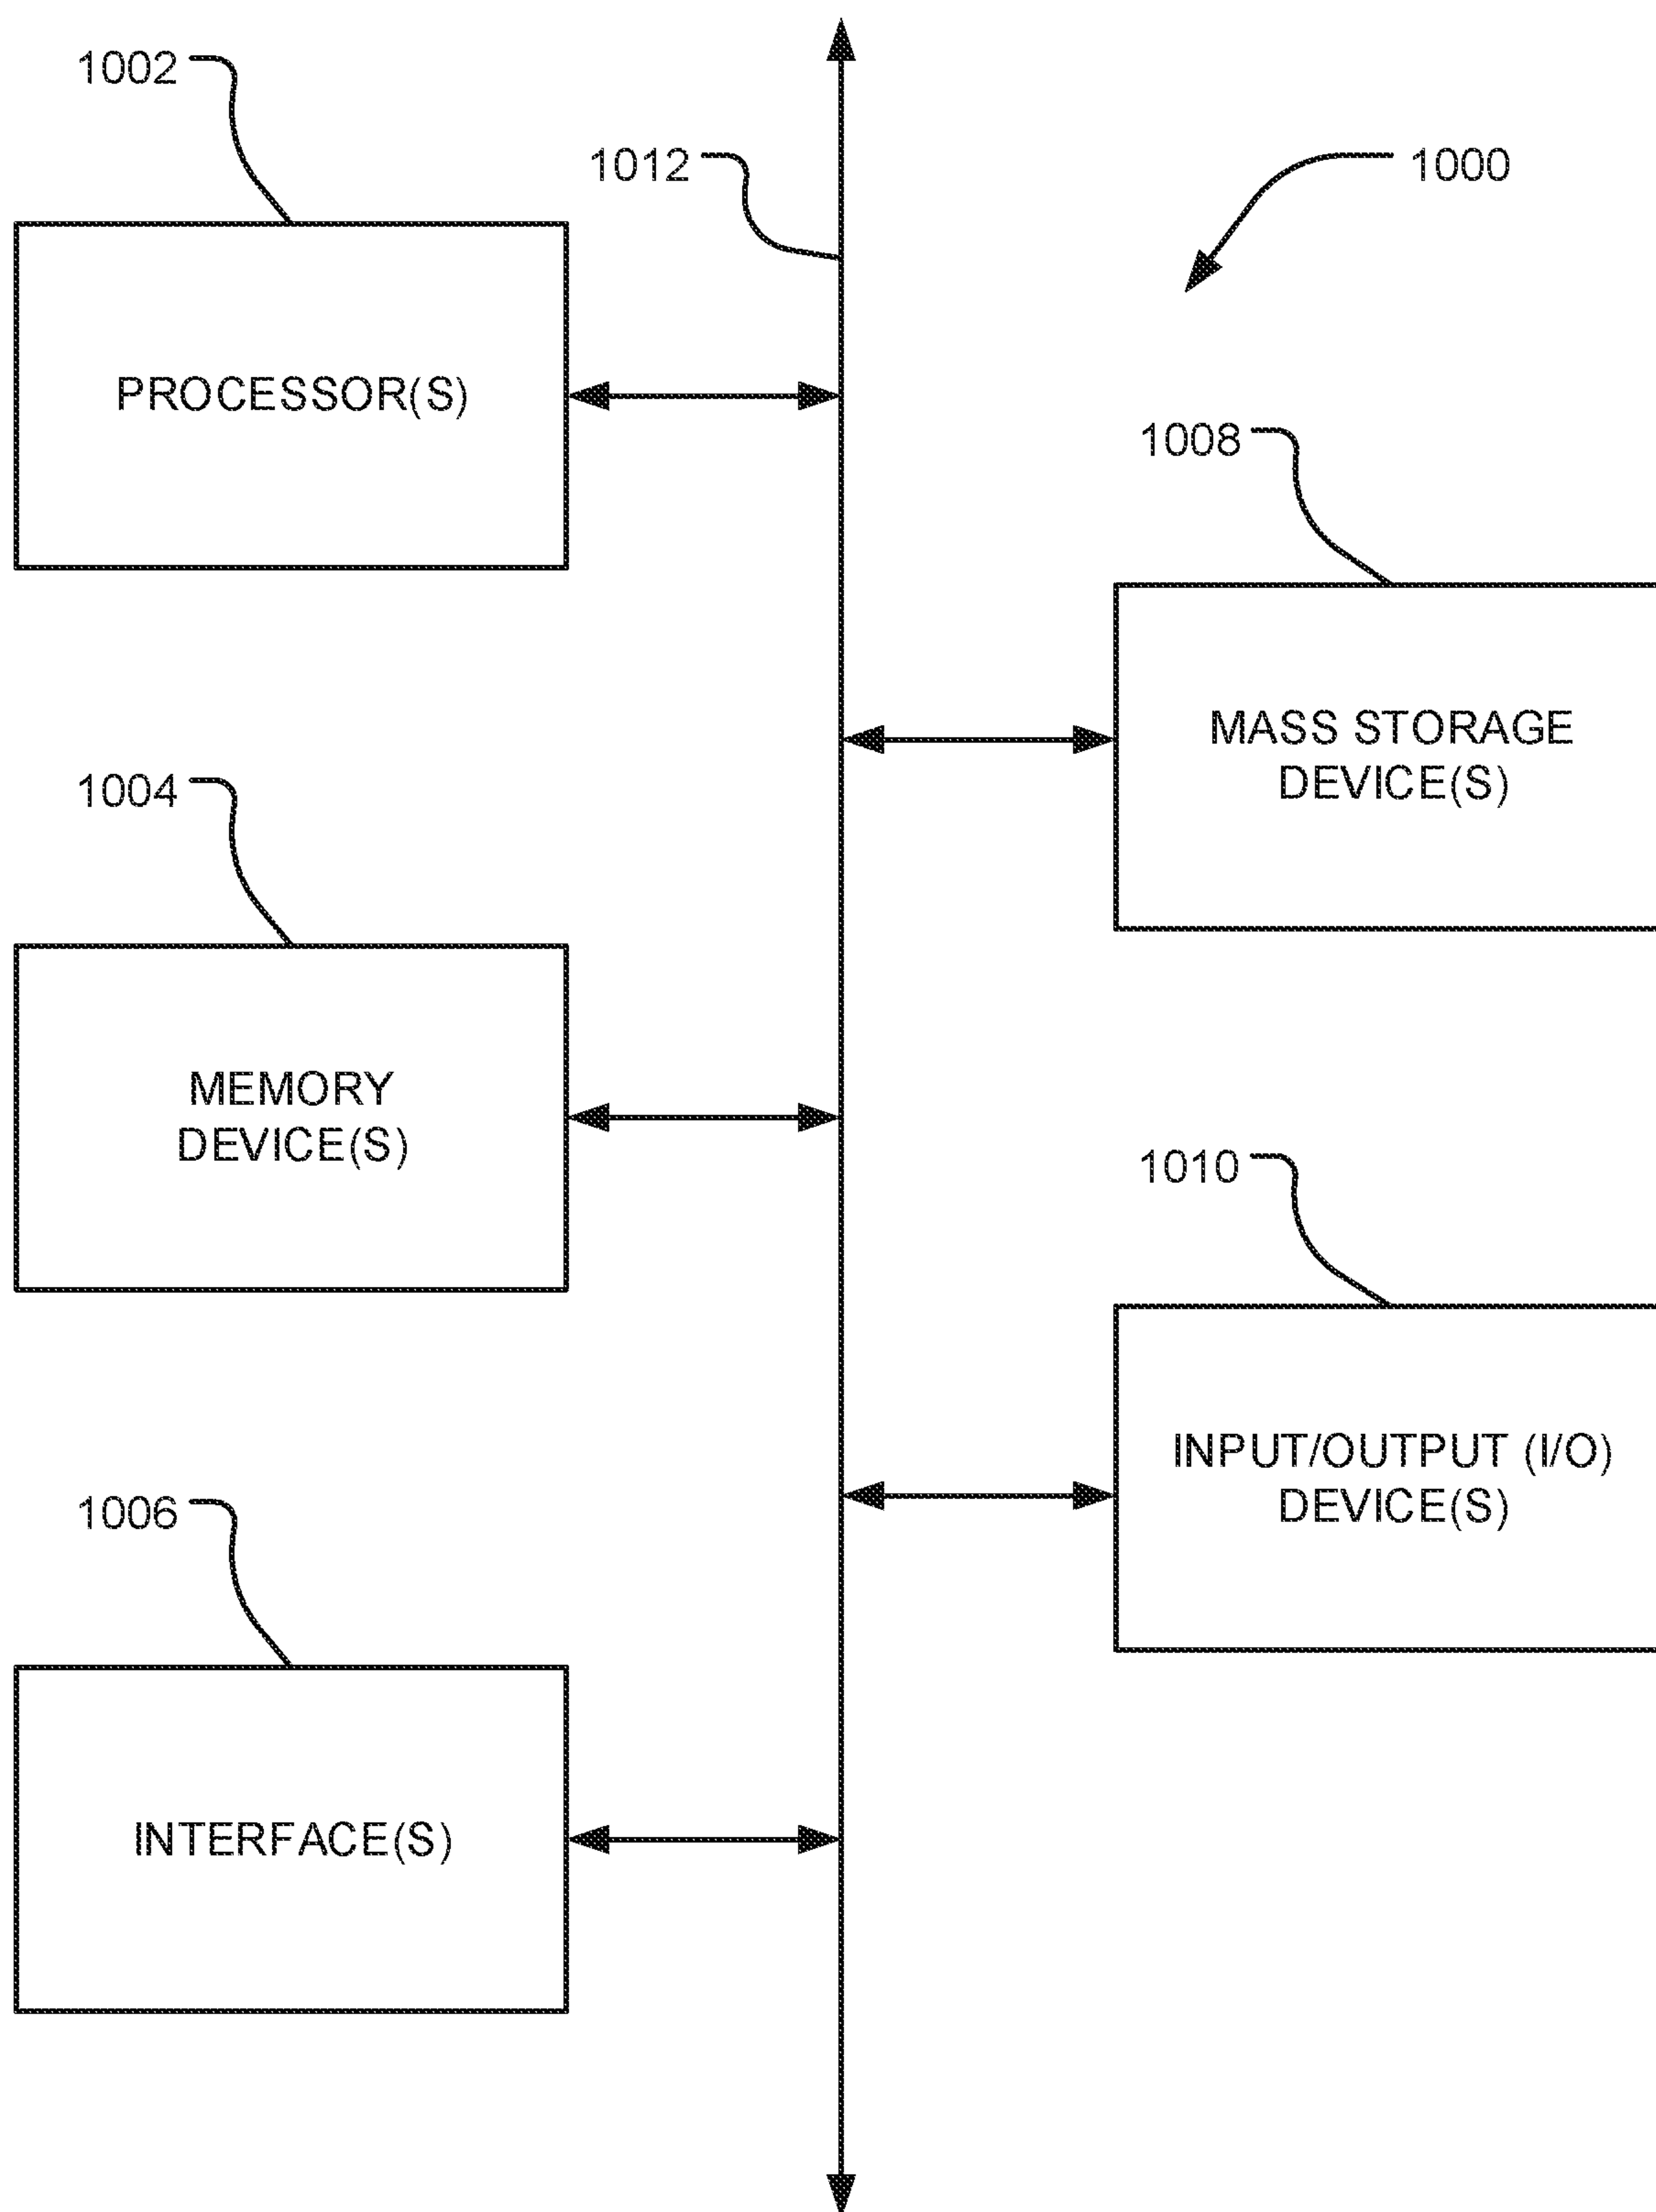 1002
1012
1000
PROCESSOR(S)
1008
MASS STORAGE
DEVICE(S)
1004
MEMORY
DEVICE(S)
1010
INPUT/OUTPUT (I/O)
DEVICE(S)
1006
INTERFACE(S)